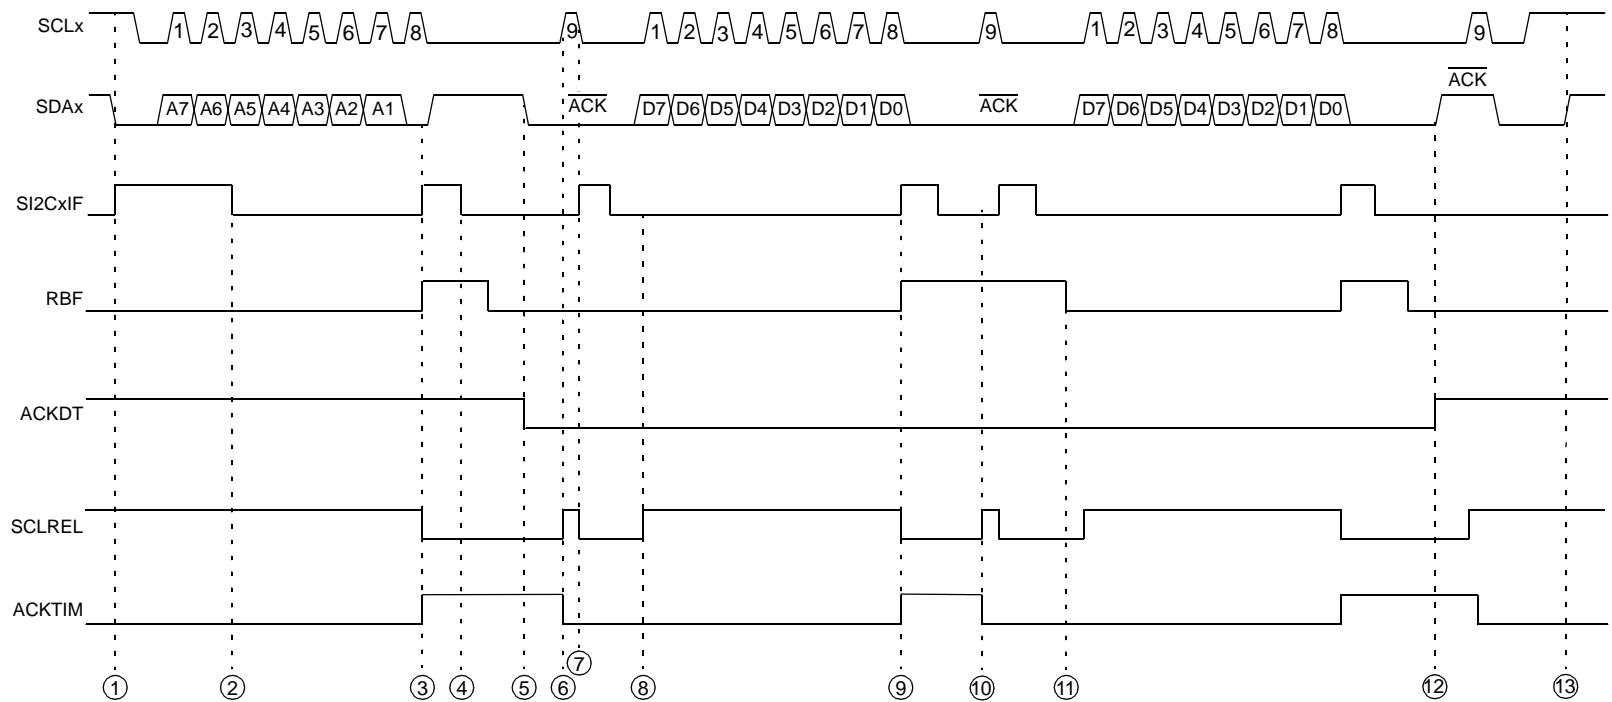 SCLx 1 2 3 4 5 6 7 8 9 1 2 3 4 5 6 7 8 9 1 2 3 4 5 6 7 8 9
ACK
SDAx A7 A6 A5 A4 A3 A2 A1 ACK D7 D6 D5 D4 D3 D2 D1 D0 ACK D7 D6 D5 D4 D3 D2 D1 D0
SI2CxIF
RBF
ACKDT
SCLREL
ACKTIM
7
1 2 3 4 5 6 8 9 10 11 12 13